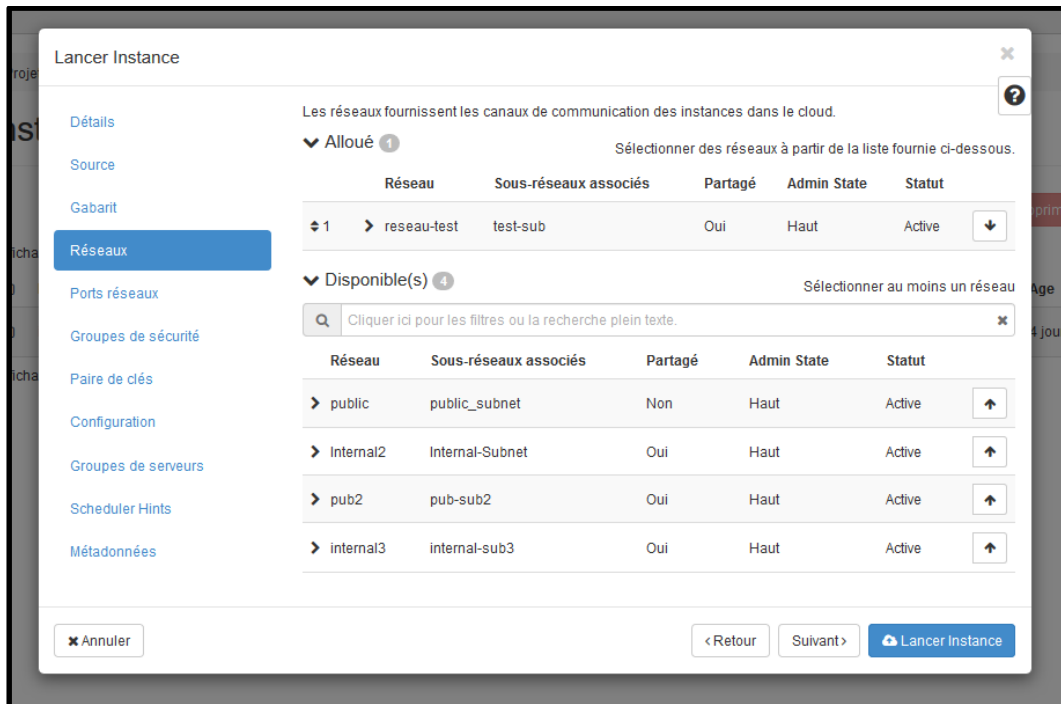 Lancer Instance
Détails
Source
Gabarit
Réseaux
Ports réseaux
Groupes de sécurité
Paire de clés
Configuration
Groupes de serveurs
Scheduler Hints
Métadonnées
Les réseaux fournissent les canaux de communication des instances dans le cloud.
Alloué 1 Sélectionner des réseaux à partir de la liste fournie ci-dessous.
Réseau Sous-réseaux associés Partagé Admin State Statut
1 reseau-test test-sub Oui Haut Active
Disponible(s) 4 Sélectionner au moins un réseau
Cliquer ici pour les filtres ou la recherche plein texte.
Réseau Sous-réseaux associés Partagé Admin State Statut
public public_subnet Non Haut Active
Internal2 Internal-Subnet Oui Haut Active
pub2 pub-sub2 Oui Haut Active
internal3 internal-sub3 Oui Haut Active
Annuler < Retour Suivant > Lancer Instance
Age